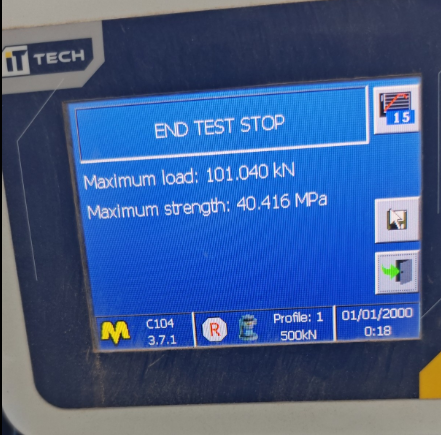 iT TECH
END TEST STOP
15
Maximum load: 101.040 kN
Maximum strength: 40.416 MPa
C104
3.7.1
R
Profile: 1
500kN
01/01/2000
0:18